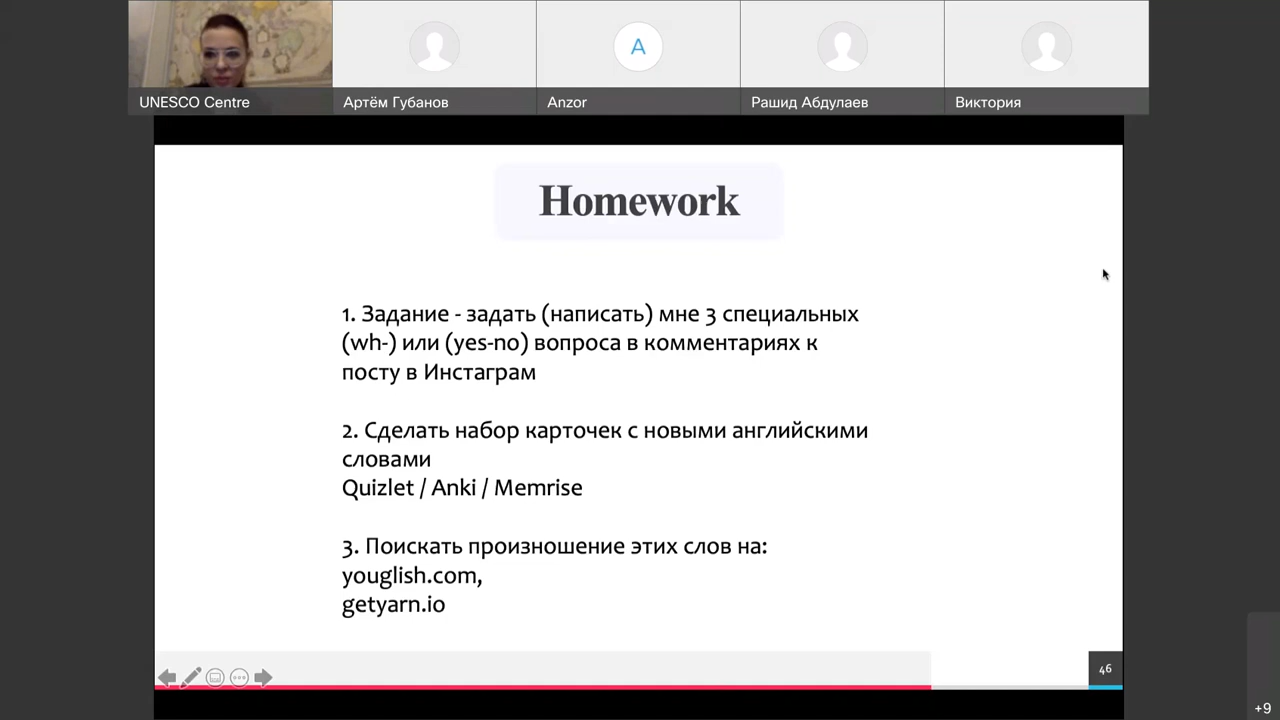 UNESCO Centre
Артём Губанов
A
Anzor
Рашид Абдулаев
Виктория
Homework
1. Задание - задать (написать) мне 3 специальных
(wh-) или (yes-no) вопроса в комментариях к
посту в Инстаграм
2. Сделать набор карточек с новыми английскими
словами
Quizlet / Anki / Memrise
3. Поискать произношение этих слов на:
youglish.com,
getyarn.io
46
+9